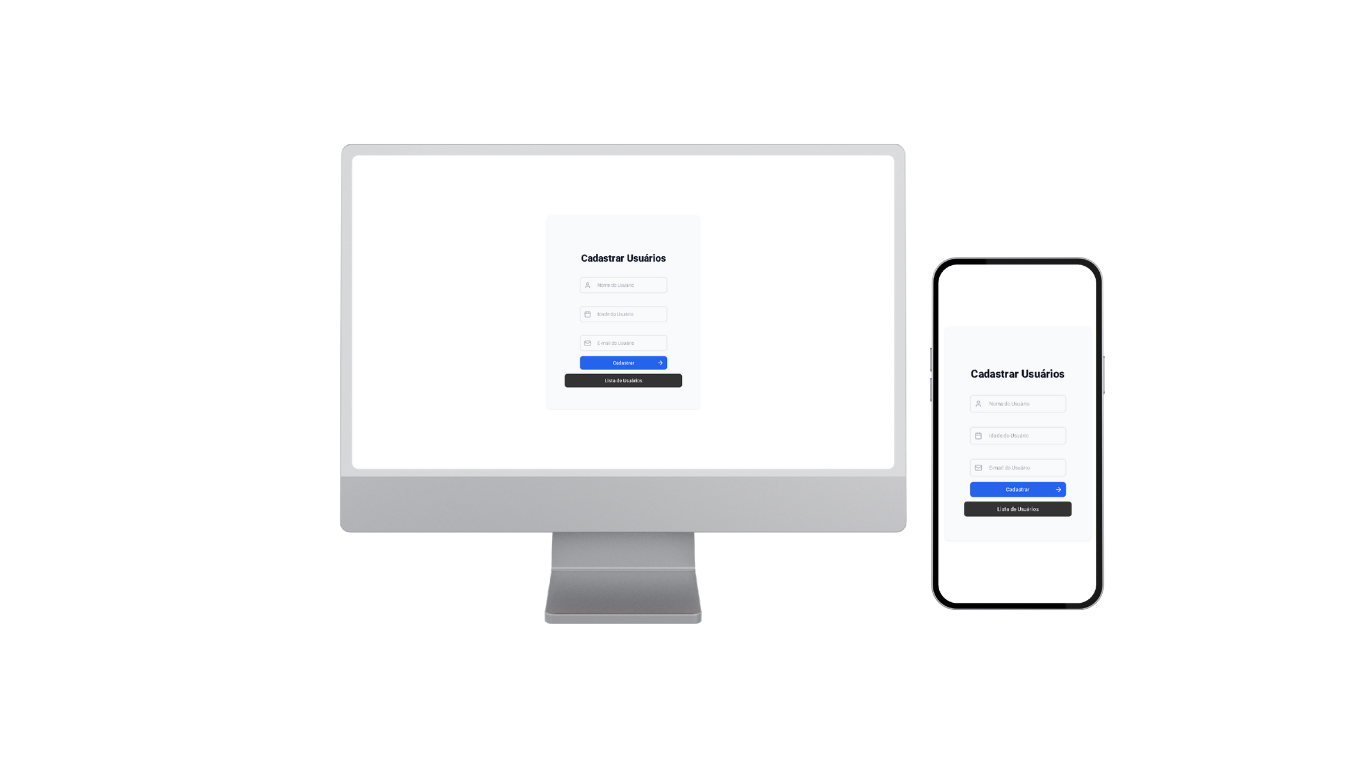 Cadastrar Usuários
Nome do Usuário
Idade do Usuário
E-mail do Usuário
Cadastrar
Lista de Usuários
Cadastrar Usuários
Nome do Usuário
Idade do Usuário
E-mail do Usuário
Cadastrar
Lista de Usuários